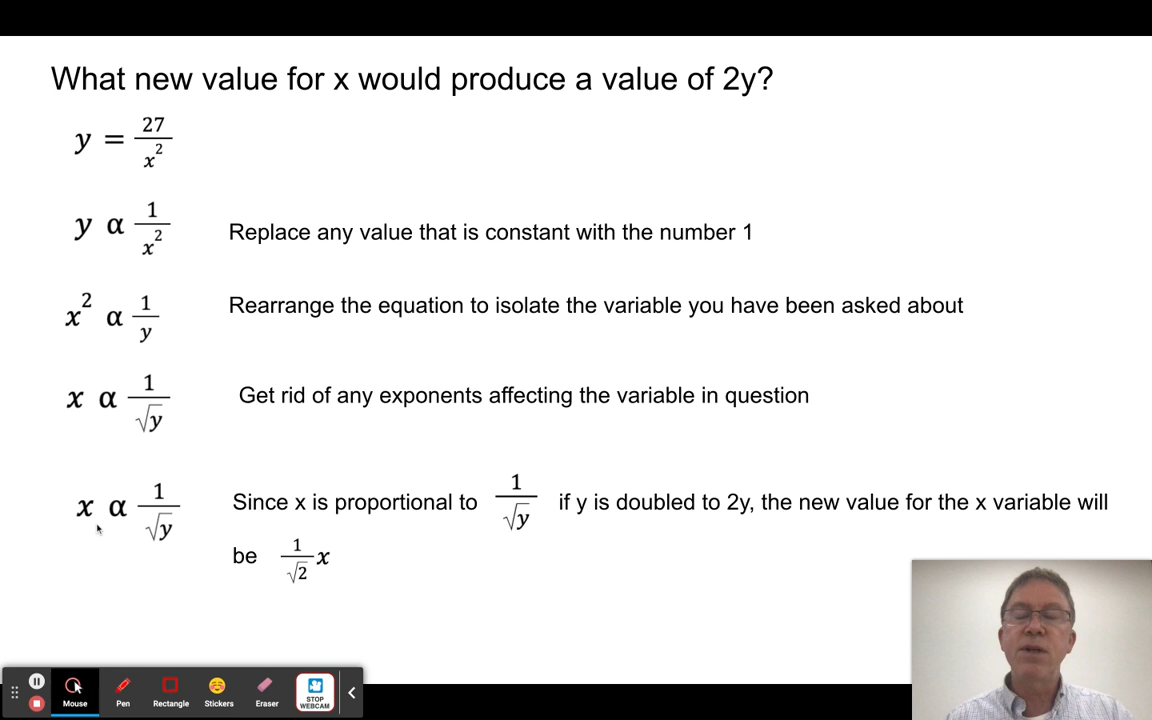 What new value for x would produce a value of 2y?
y = 27/x²
y α 1/x² Replace any value that is constant with the number 1
x² α 1/y Rearrange the equation to isolate the variable you have been asked about
x α 1/√y Get rid of any exponents affecting the variable in question
x α 1/√y Since x is proportional to 1/√y if y is doubled to 2y, the new value for the x variable will
be 1/√2 x
Mouse Pen Rectangle Stickers Eraser STOP WEBCAM